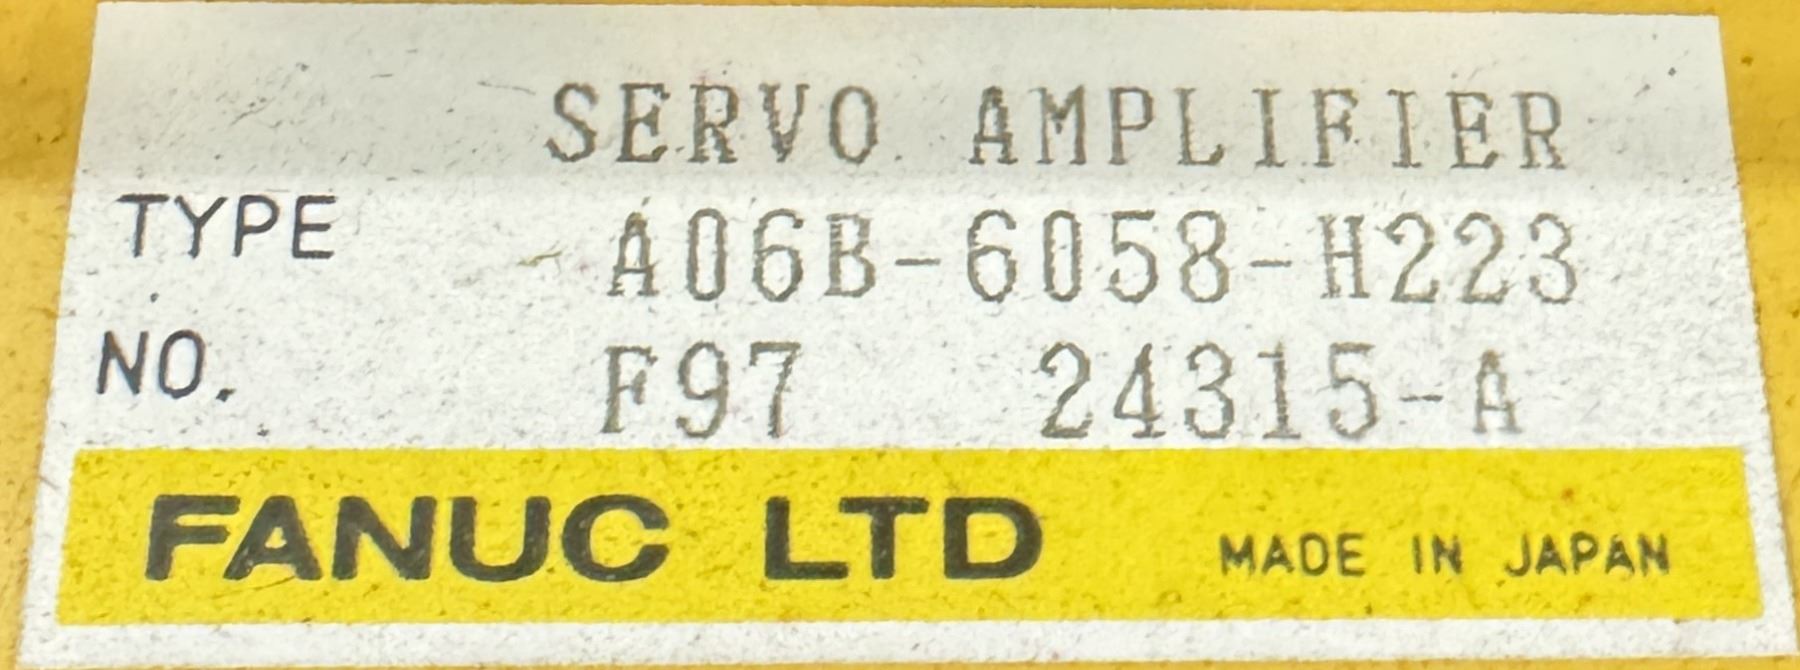 SERVO AMPLIFIER
TYPE A06B-6058-H223
NO. F97 24315-A
FANUC LTD MADE IN JAPAN